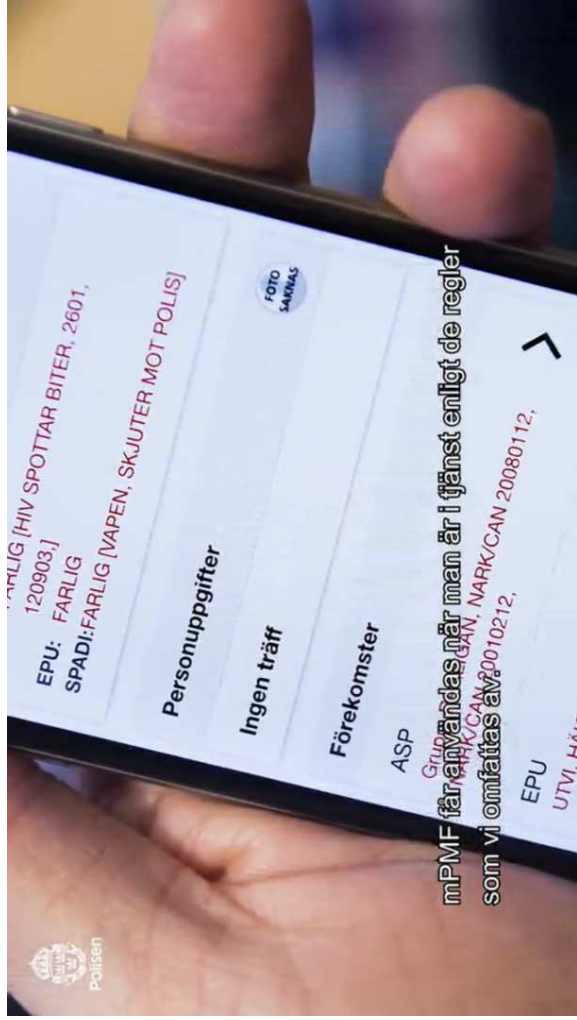 FARLIG [HIV SPOTTAR BITER, 2601,
120903,]
EPU: FARLIG
SPADI: FARLIG [VAPEN, SKJUTER MOT POLIS]
Personuppgifter
Ingen träff
FOTO
SAKNAS
Förekomster
ASP
NARK/CAN 20080112,
NARK/CAN 20010212,
EPU
UTVI,
mPMF får användas när man är i tjänst enligt de regler
som vi omfattas av.
Polisen